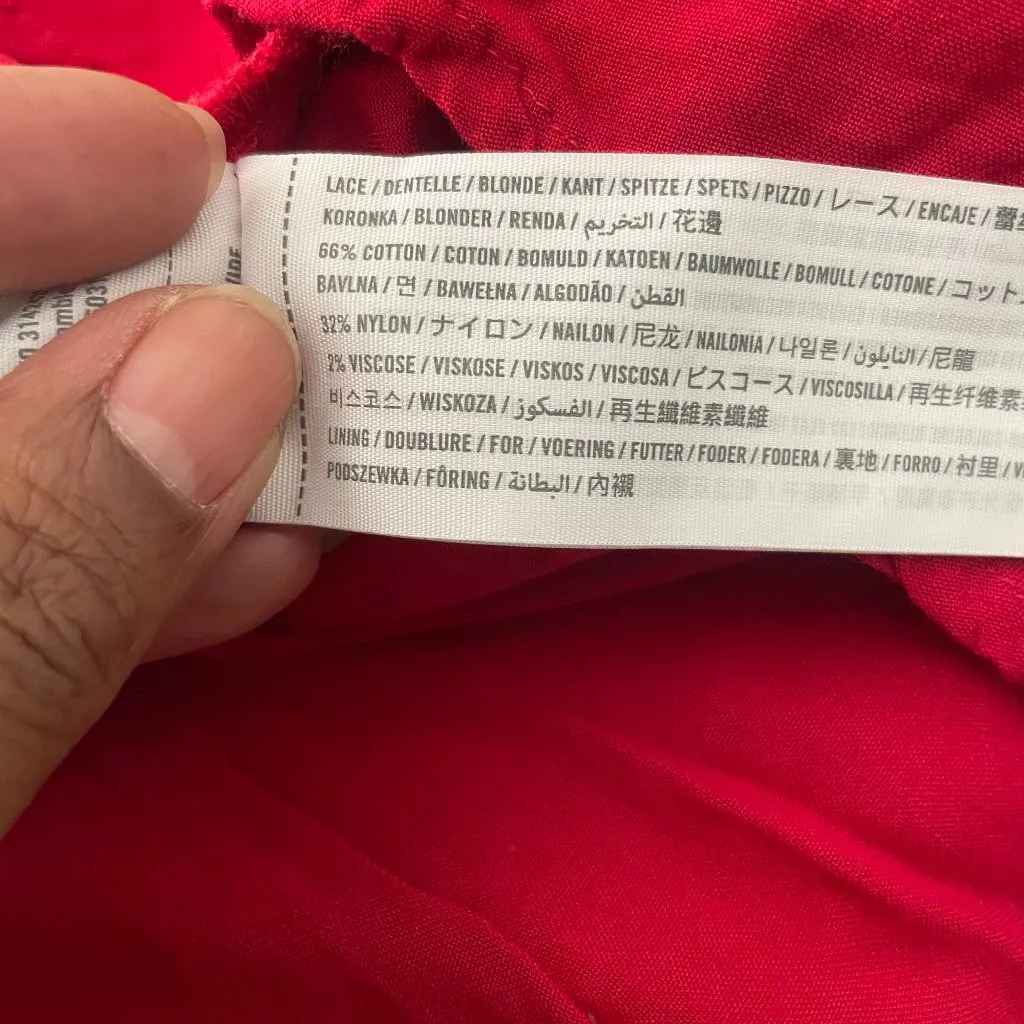 LACE / DENTELLE / BLONDE / KANT / SPITZE / SPETS / PIZZO / レース / ENCAJE /
KORONKA / BLONDER / RENDA / التخريم / 花邊
66% COTTON / COTON / BOMULD / KATOEN / BAUMWOLLE / BOMULL / COTONE / コット
BAVLNA / 면 / BAWEŁNA / ALGODÃO / القطن
32% NYLON / ナイロン / NAILON / 尼龙 / NAILONIA / 나일론 / النايلون / 尼龍
2% VISCOSE / VISKOSE / VISKOS / VISCOSA / ビスコース / VISCOSILLA / 再生纤维素
비스코스 / WISKOZA / الفسكوز / 再生纖維素纖維
LINING / DOUBLURE / FOR / VOERING / FUTTER / FODER / FODERA / 裏地 / FORRO / 衬里 /
PODSZEWKA / FÔRING / البطانة / 內襯